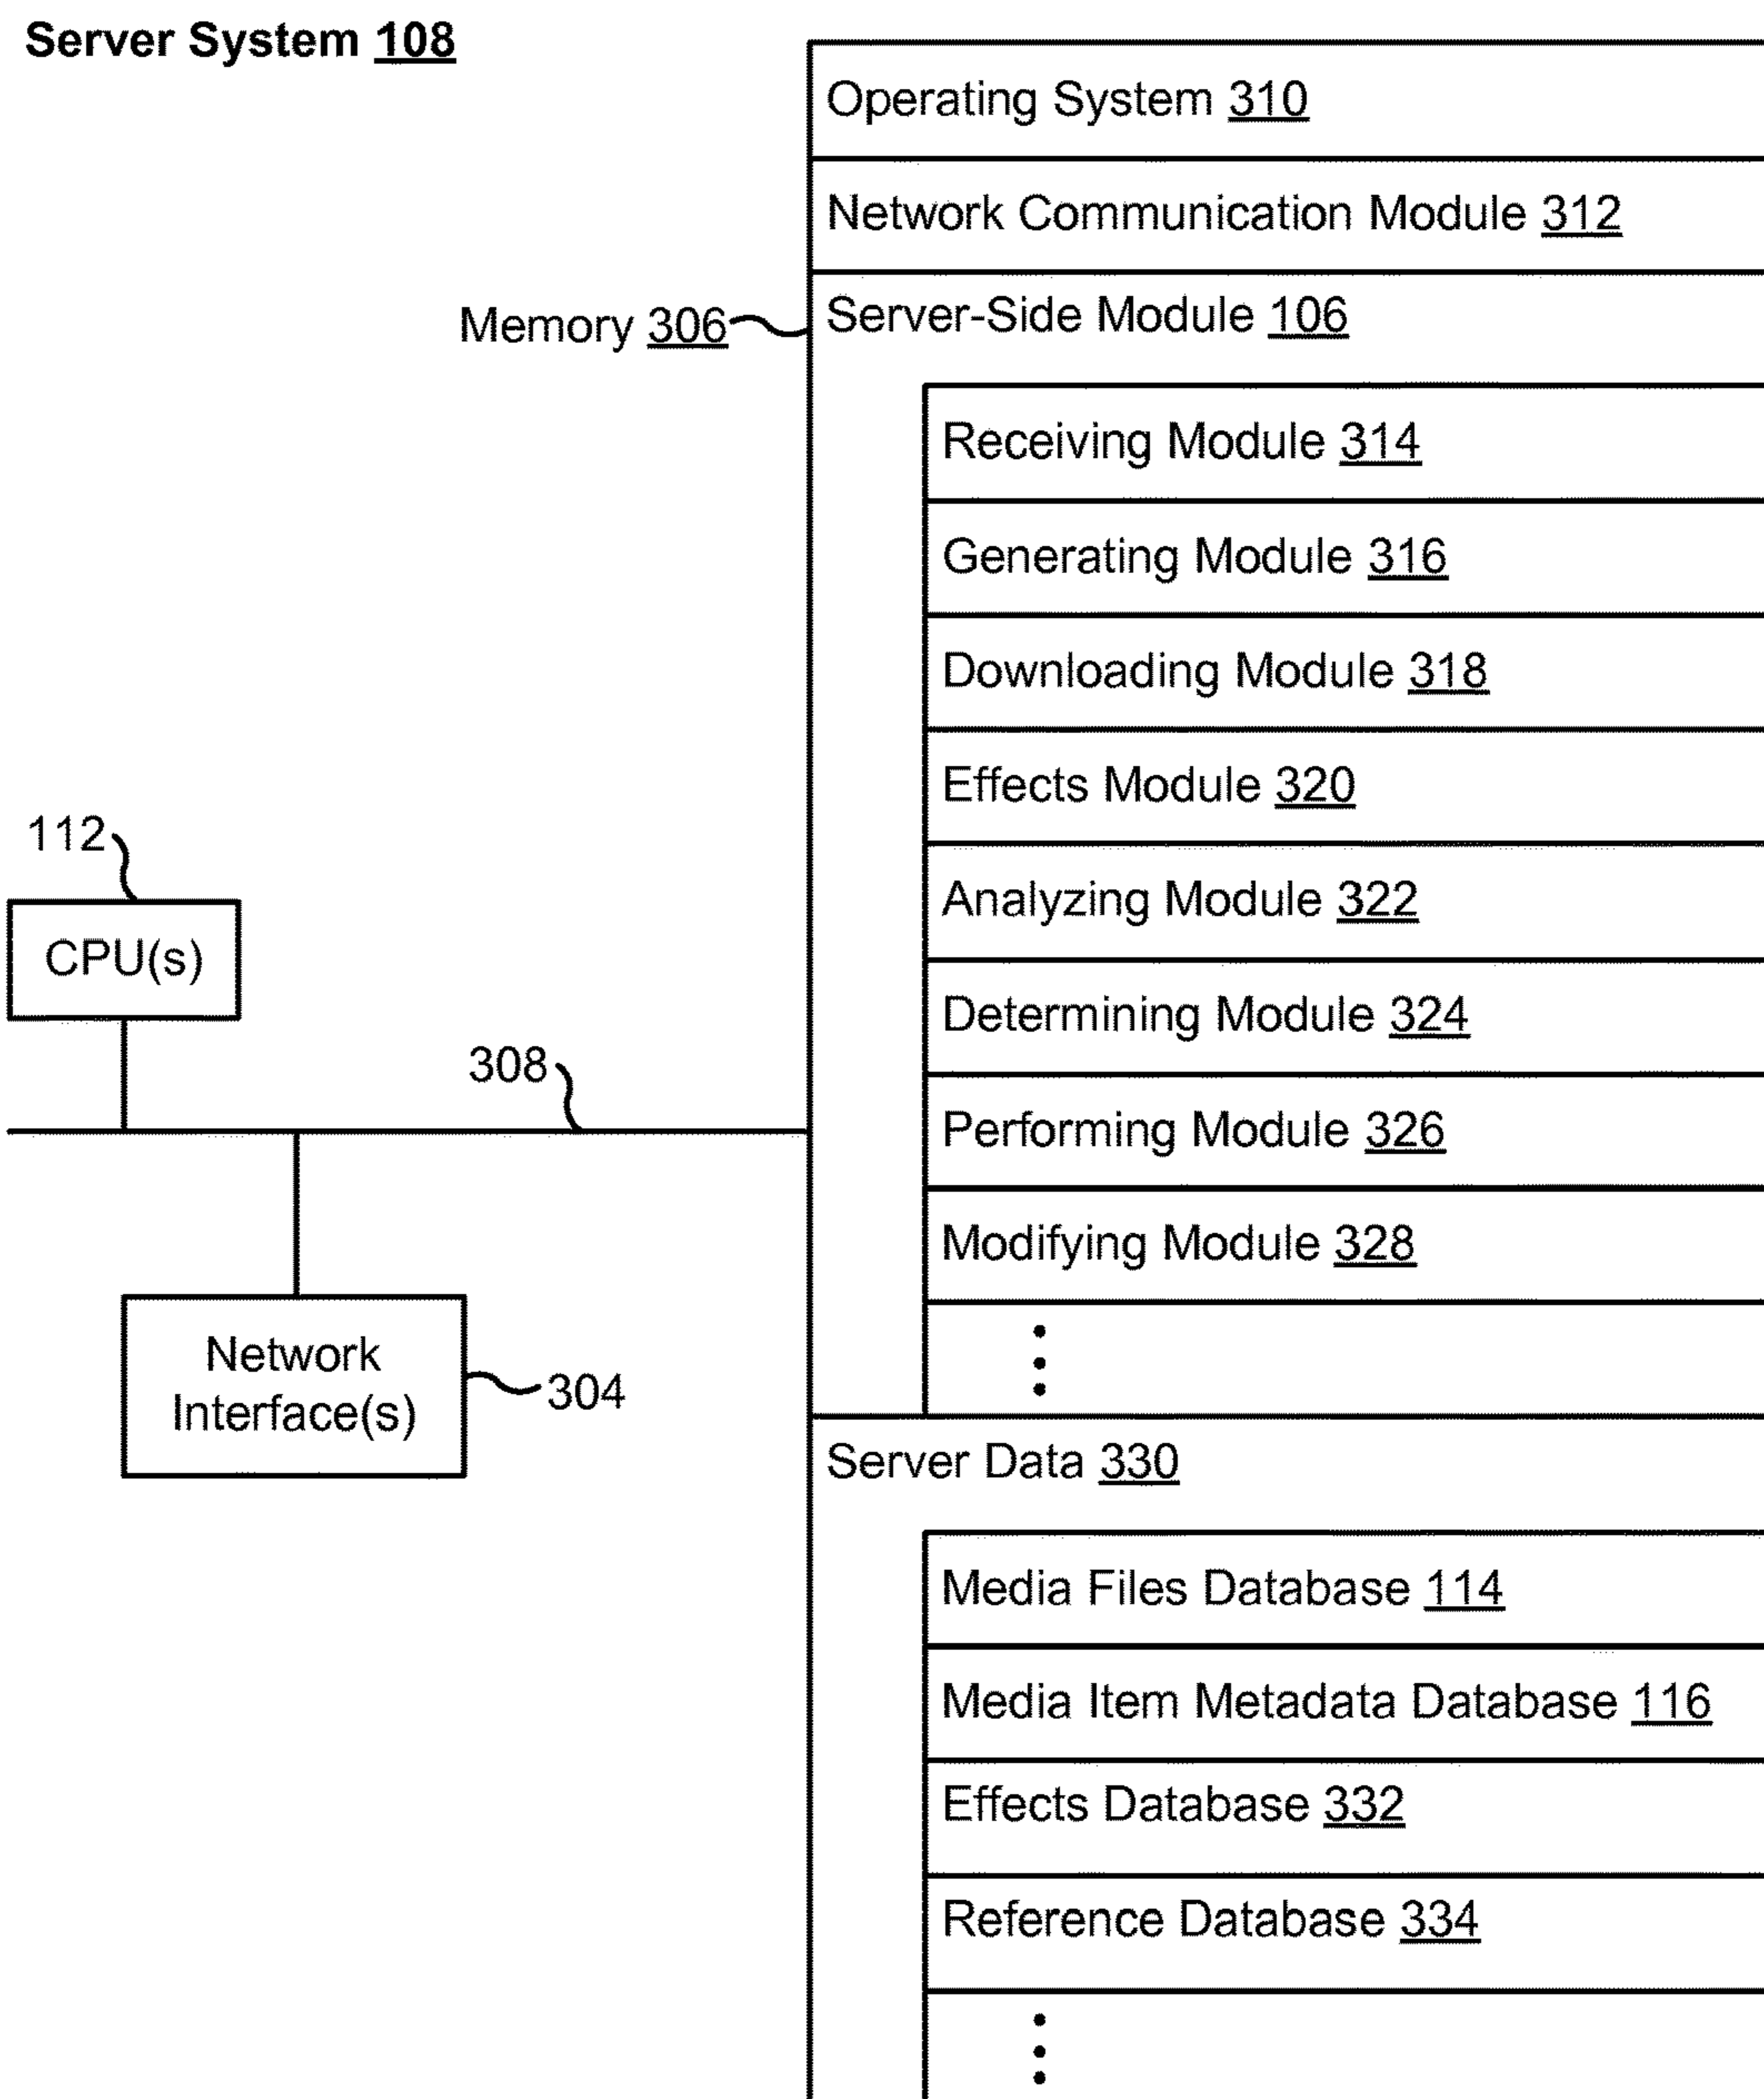 Server System 108
Operating System 310
Network Communication Module 312
Memory 306
Server-Side Module 106
Receiving Module 314
Generating Module 316
Downloading Module 318
Effects Module 320
112
Analyzing Module 322
CPU(s)
Determining Module 324
308
Performing Module 326
Modifying Module 328
Network
Interface(s)
304
Server Data 330
Media Files Database 114
Media Item Metadata Database 116
Effects Database 332
Reference Database 334